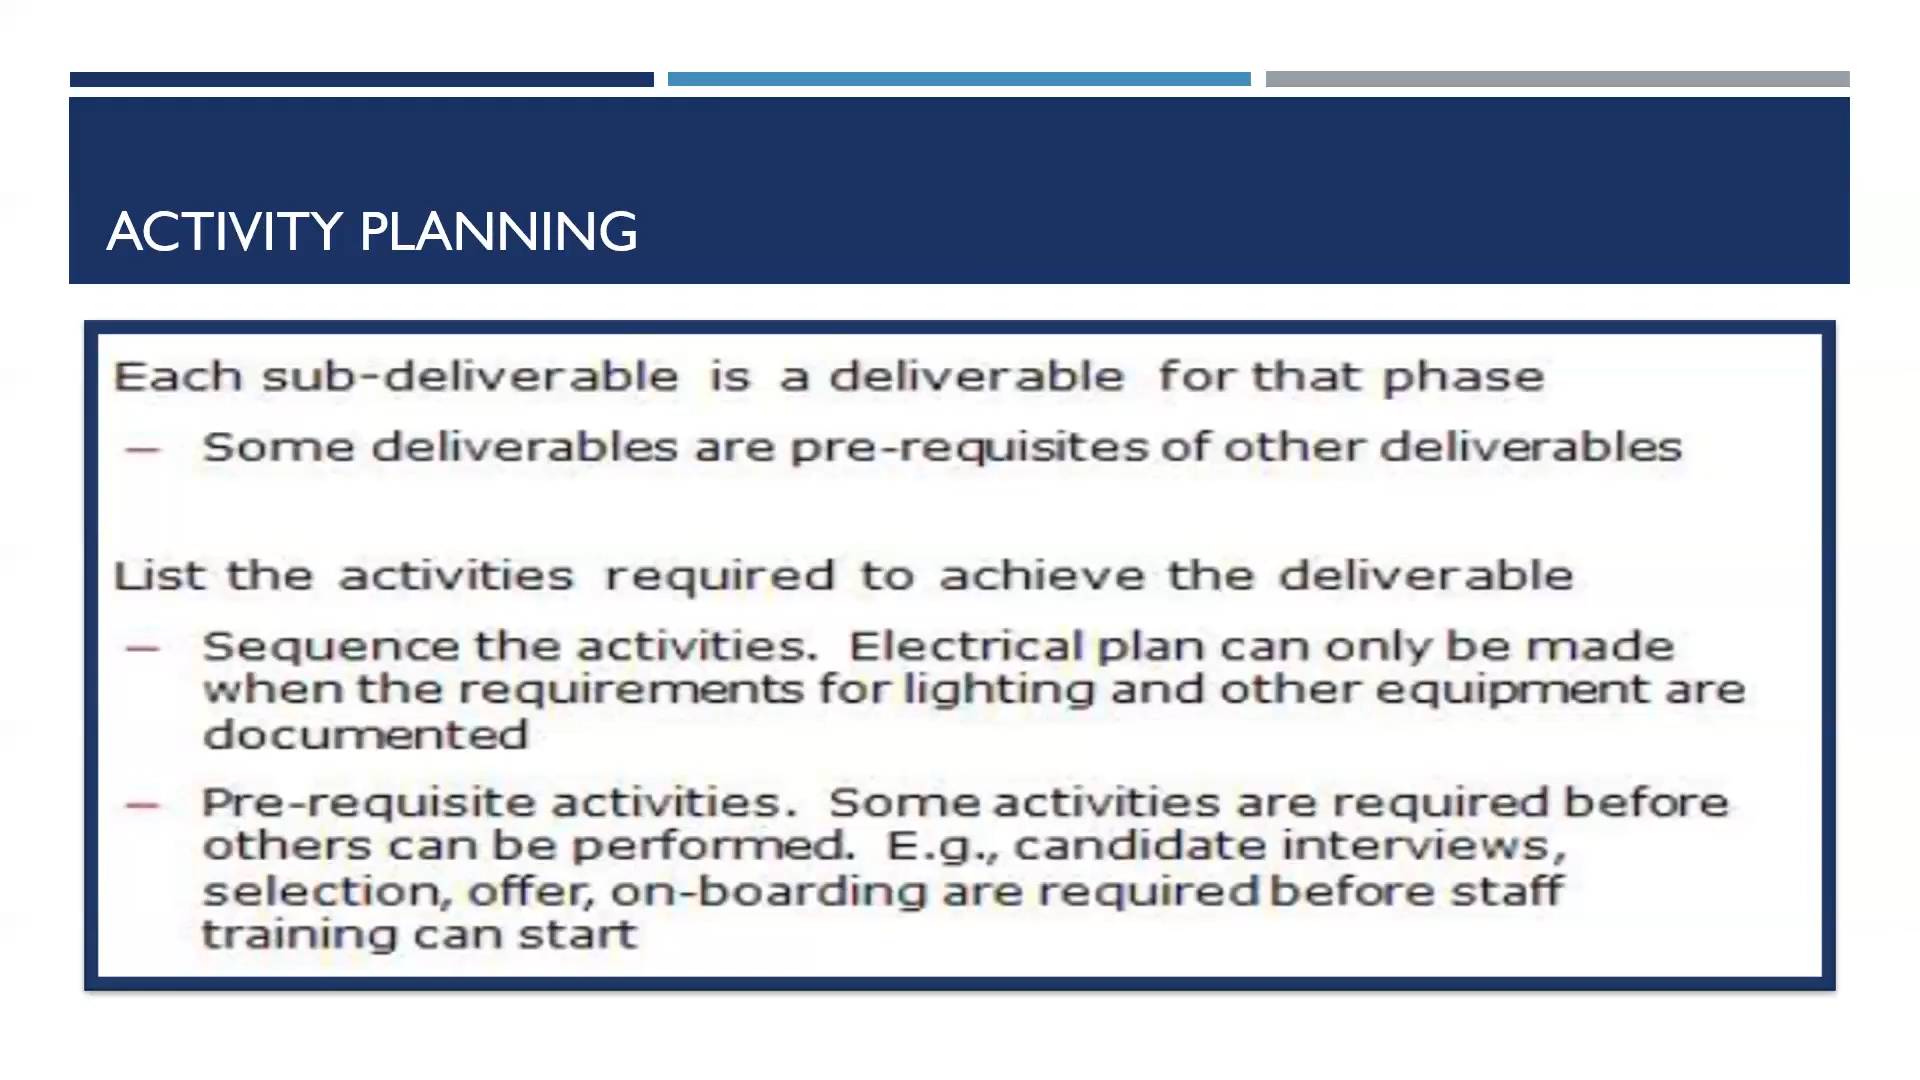 ACTIVITY PLANNING
Each sub-deliverable is a deliverable for that phase
– Some deliverables are pre-requisites of other deliverables
List the activities required to achieve the deliverable
– Sequence the activities. Electrical plan can only be made
when the requirements for lighting and other equipment are
documented
– Pre-requisite activities. Some activities are required before
others can be performed. E.g., candidate interviews,
selection, offer, on-boarding are required before staff
training can start